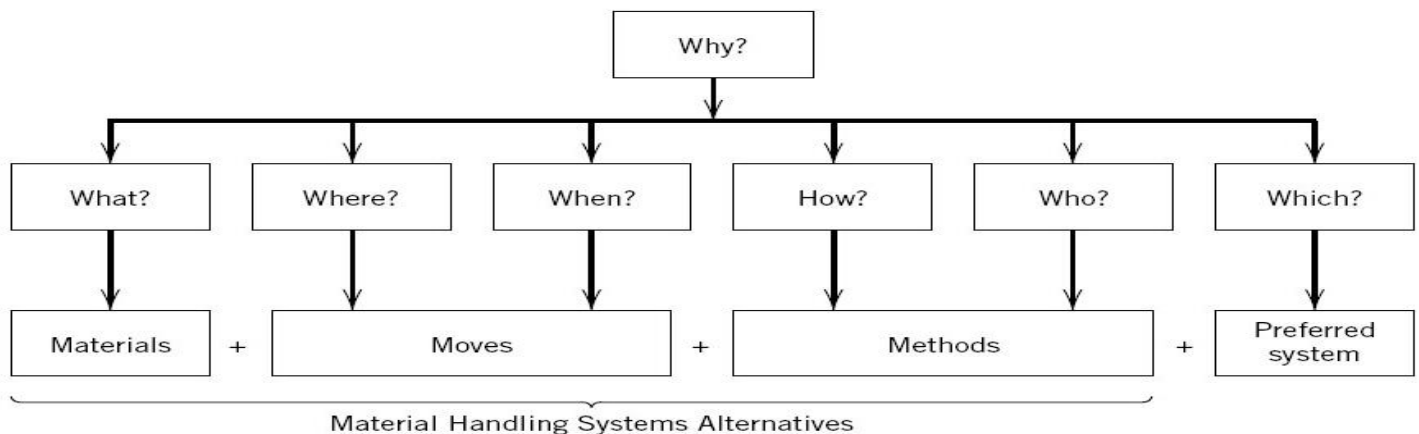 Why?
What? Where? When? How? Who? Which?
Materials + Moves + Methods + Preferred system
Material Handling Systems Alternatives